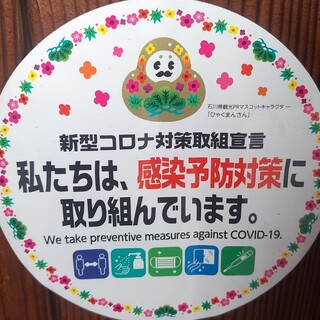 石川県観光PRマスコットキャラクター
「ひゃくまんさん」
新型コロナ対策取組宣言
私たちは、感染予防対策に
取り組んでいます。
We take preventive measures against COVID-19.